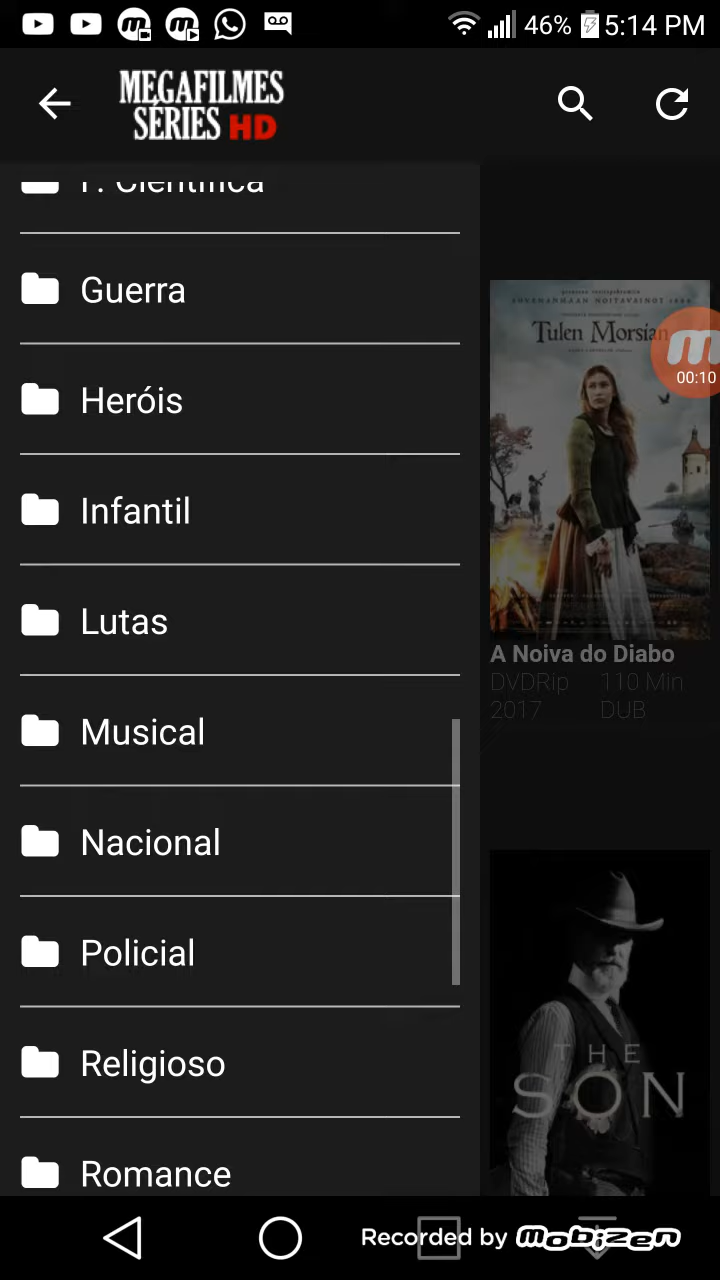 46% 5:14 PM
MEGAFILMES
SÉRIES HD
F. Científica
Guerra
Heróis
Infantil
Lutas
Musical
Nacional
Policial
Religioso
Romance
Tulen Morsian
00:10
A Noiva do Diabo
DVDRip 110 Min
2017 DUB
THE
SON
Recorded by mobizen